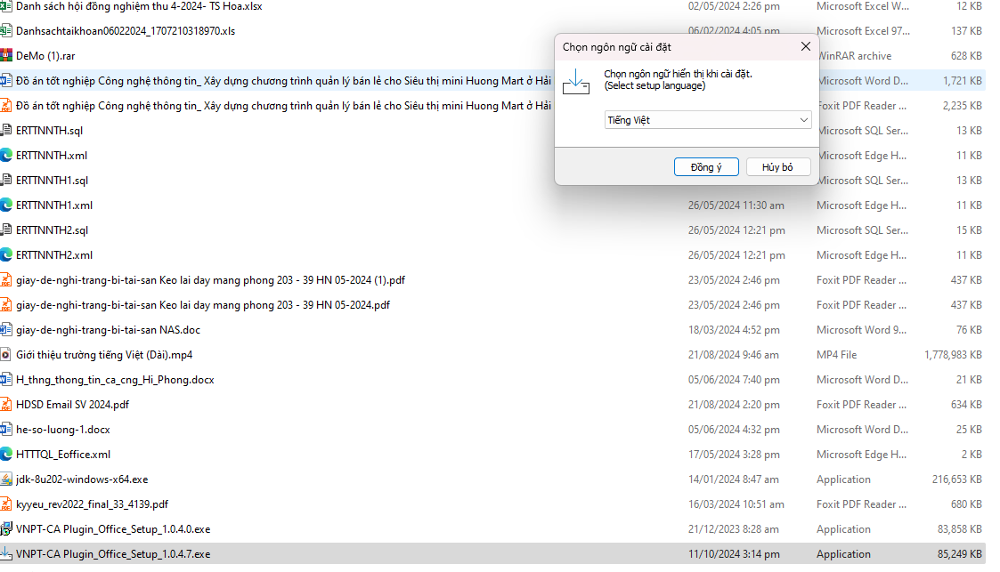 Danh sách hội đồng nghiệm thu 4-2024- TS Hoa.xlsx 02/05/2024 2:26 pm Microsoft Excel W... 12 KB
Danhsachtaikhoan06022024_1707210318970.xls 06/02/2024 4:05 pm Microsoft Excel 97... 137 KB
Chọn ngôn ngữ cài đặt
DeMo (1).rar WinRAR archive 628 KB
Chọn ngôn ngữ hiển thị khi cài đặt.
Đồ án tốt nghiệp Công nghệ thông tin_ Xây dựng chương trình quản lý bán lẻ cho Siêu thị mini Huong Mart ở Hải Microsoft Word D... 1,721 KB
(Select setup language)
Đồ án tốt nghiệp Công nghệ thông tin_ Xây dựng chương trình quản lý bán lẻ cho Siêu thị mini Huong Mart ở Hải Foxit PDF Reader ... 2,235 KB
Tiếng Việt
ERTTNNTH.sql Microsoft SQL Ser... 13 KB
ERTTNNTH.xml Microsoft Edge H... 11 KB
Đồng ý Hủy bỏ
ERTTNNTH1.sql Microsoft SQL Ser... 13 KB
ERTTNNTH1.xml 26/05/2024 11:30 am Microsoft Edge H... 11 KB
ERTTNNTH2.sql 26/05/2024 12:21 pm Microsoft SQL Ser... 15 KB
ERTTNNTH2.xml 26/05/2024 12:21 pm Microsoft Edge H... 11 KB
giay-de-nghi-trang-bi-tai-san Keo lai day mang phong 203 - 39 HN 05-2024 (1).pdf 23/05/2024 2:46 pm Foxit PDF Reader ... 437 KB
giay-de-nghi-trang-bi-tai-san Keo lai day mang phong 203 - 39 HN 05-2024.pdf 23/05/2024 2:46 pm Foxit PDF Reader ... 437 KB
giay-de-nghi-trang-bi-tai-san NAS.doc 18/03/2024 4:52 pm Microsoft Word 9... 76 KB
Giới thiệu trường tiếng Việt (Dài).mp4 21/08/2024 9:46 am MP4 File 1,778,983 KB
H_thng_thong_tin_ca_cng_Hi_Phong.docx 05/06/2024 7:40 pm Microsoft Word D... 21 KB
HDSD Email SV 2024.pdf 21/08/2024 2:20 pm Foxit PDF Reader ... 634 KB
he-so-luong-1.docx 05/06/2024 4:32 pm Microsoft Word D... 25 KB
HTTTQL_Eoffice.xml 17/05/2024 3:28 pm Microsoft Edge H... 2 KB
jdk-8u202-windows-x64.exe 14/01/2024 8:47 am Application 216,653 KB
kyyeu_rev2022_final_33_4139.pdf 16/03/2024 10:51 am Foxit PDF Reader ... 680 KB
VNPT-CA Plugin_Office_Setup_1.0.4.0.exe 21/12/2023 8:28 am Application 83,858 KB
VNPT-CA Plugin_Office_Setup_1.0.4.7.exe 11/10/2024 3:14 pm Application 85,249 KB